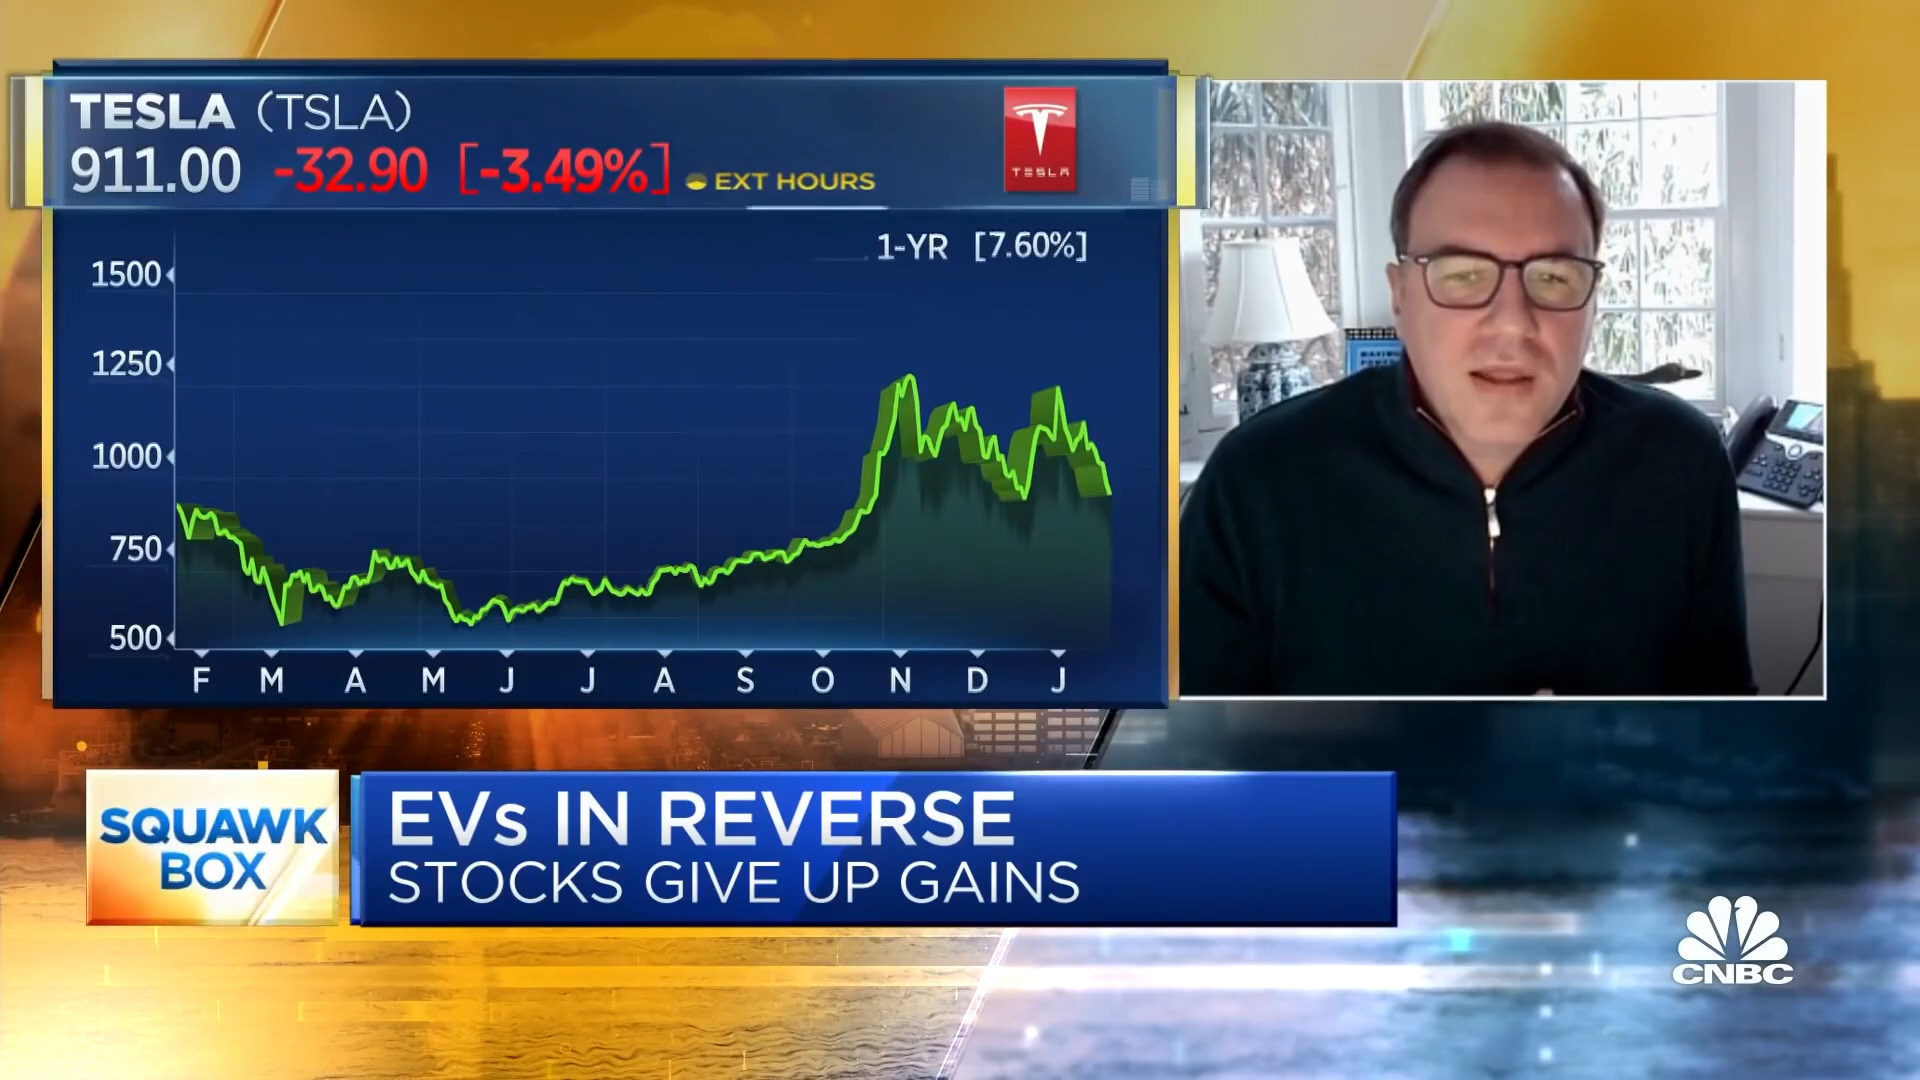 TESLA (TSLA)
911.00 -32.90 [-3.49%] EXT HOURS
TESLA
1-YR [7.60%]
1500
1250
1000
750
500
F M A M J J A S O N D J
SQUAWK
BOX
EVs IN REVERSE
STOCKS GIVE UP GAINS
CNBC